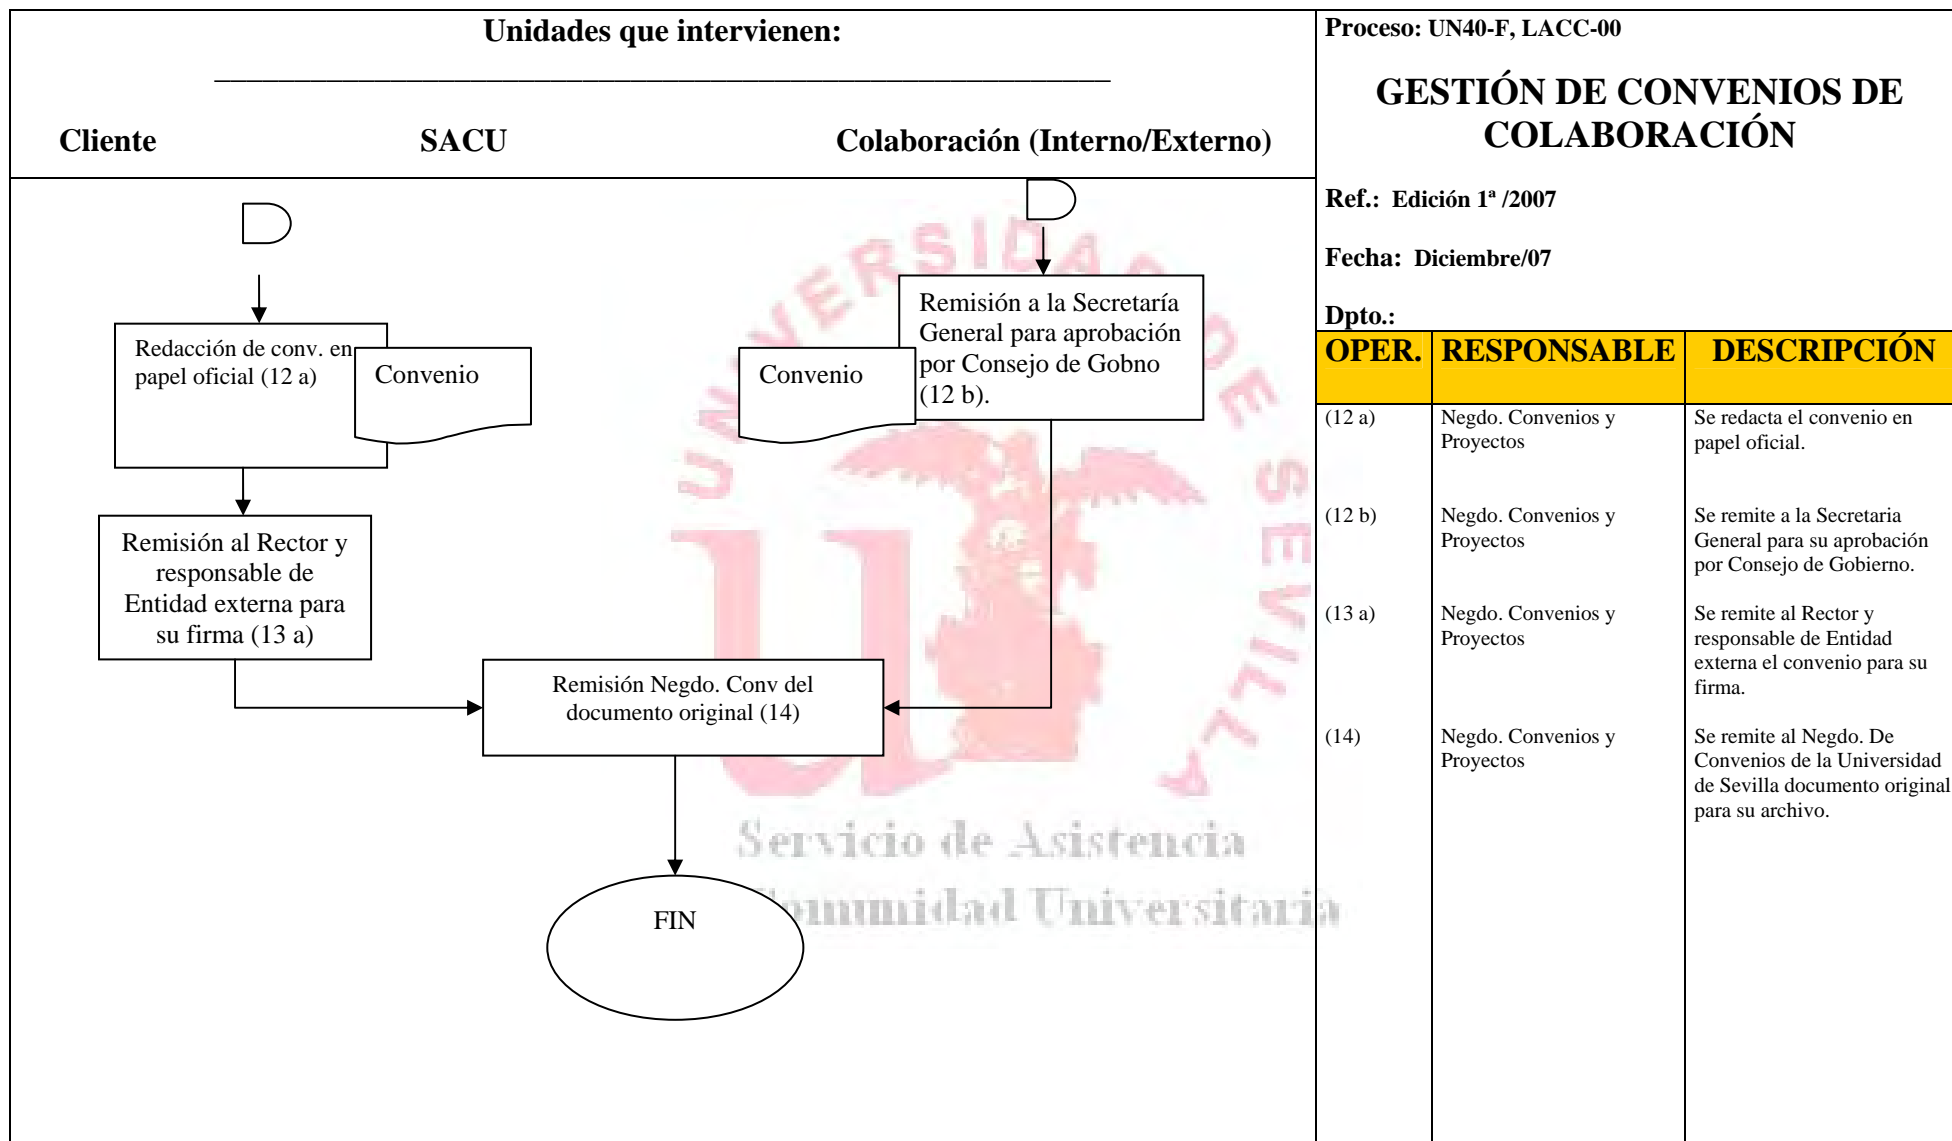 Unidades que intervienen:
Cliente SACU Colaboración (Interno/Externo)
Proceso: UN40-F, LACC-00
GESTIÓN DE CONVENIOS DE
COLABORACIÓN
Ref.: Edición 1ª /2007
Fecha: Diciembre/07
Dpto.:
Redacción de conv. en
papel oficial (12 a)
Convenio
Convenio
Remisión a la Secretaría
General para aprobación
por Consejo de Gobno
(12 b).
Remisión al Rector y
responsable de
Entidad externa para
su firma (13 a)
Remisión Negdo. Conv del
documento original (14)
FIN
UNIVERSIDAD DE SEVILLA
Servicio de Asistencia
Comunidad Universitaria
OPER. RESPONSABLE DESCRIPCIÓN
(12 a) Negdo. Convenios y
Proyectos
Se redacta el convenio en
papel oficial.
(12 b) Negdo. Convenios y
Proyectos
Se remite a la Secretaria
General para su aprobación
por Consejo de Gobierno.
(13 a) Negdo. Convenios y
Proyectos
Se remite al Rector y
responsable de Entidad
externa el convenio para su
firma.
(14) Negdo. Convenios y
Proyectos
Se remite al Negdo. De
Convenios de la Universidad
de Sevilla documento original
para su archivo.